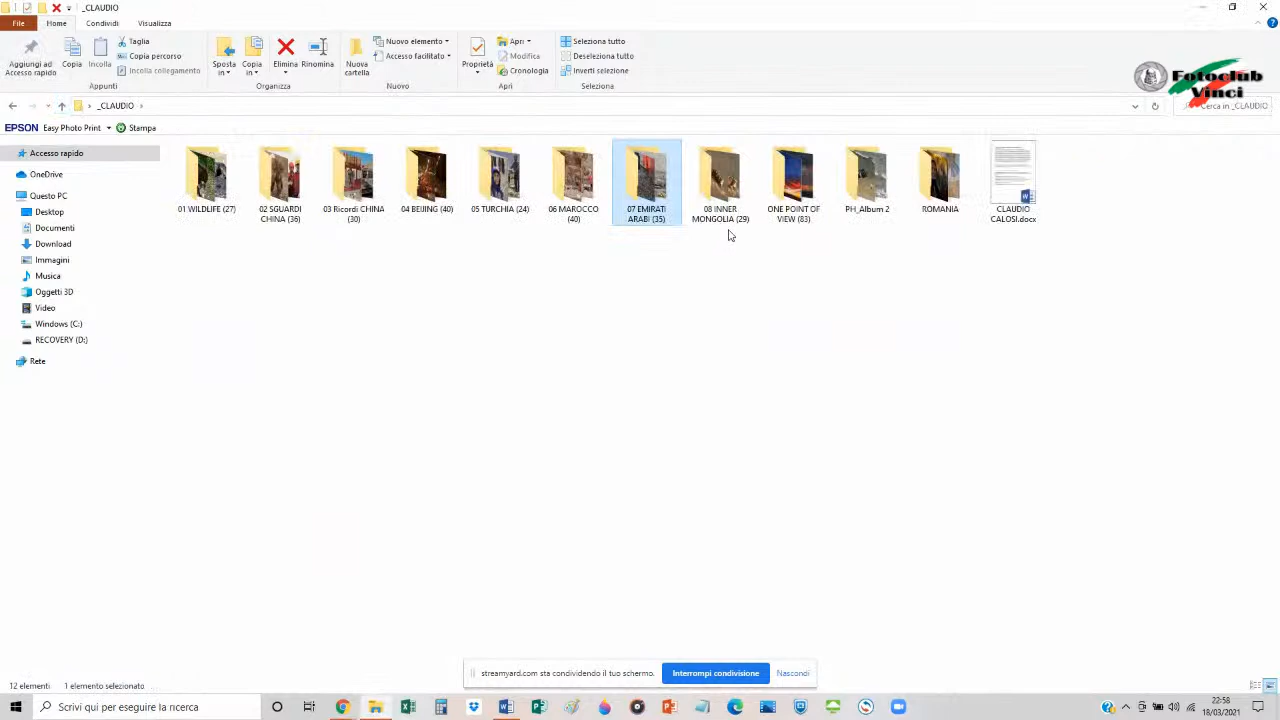 _CLAUDIO
File Home Condividi Visualizza
Aggiungi ad Accesso rapido
Copia
Incolla
Taglia
Copia percorso
Incolla collegamento
Appunti
Sposta in
Copia in
Elimina
Rinomina
Organizza
Nuova cartella
Nuovo elemento
Accesso facilitato
Nuovo
Proprietà
Apri
Modifica
Cronologia
Apri
Seleziona tutto
Deseleziona tutto
Inverti selezione
Seleziona
Fotoclub
Vinci
_CLAUDIO
Cerca in _CLAUDIO
EPSON Easy Photo Print Stampa
Accesso rapido
OneDrive
Questo PC
Desktop
Documenti
Download
Immagini
Musica
Oggetti 3D
Video
Windows (C:)
RECOVERY (D:)
Rete
01 WILDLIFE (27)
02 SGUARDI
CHINA (36)
03 Ricordi CHINA
(30)
04 BEIJING (40)
05 TURCHIA (24)
06 MAROCCO
(40)
07 EMIRATI
ARABI (35)
08 INNER
MONGOLIA (29)
ONE POINT OF
VIEW (83)
PH_Album 2
ROMANIA
CLAUDIO
CALOSI.docx
streamyard.com sta condividendo il tuo schermo.
Interrompi condivisione
Nascondi
12 elementi 1 elemento selezionato
Scrivi qui per eseguire la ricerca
22:58
18/03/2021